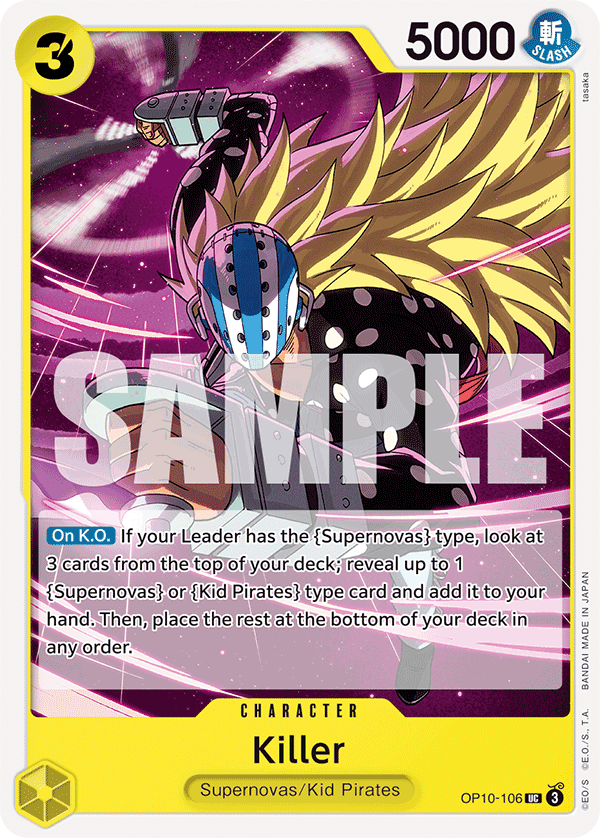 3
5000
斬
SLASH
tasaka
SAMPLE
On K.O. If your Leader has the {Supernovas} type, look at
3 cards from the top of your deck; reveal up to 1
{Supernovas} or {Kid Pirates} type card and add it to your
hand. Then, place the rest at the bottom of your deck in
any order.
CHARACTER
Killer
Supernovas/Kid Pirates
OP10-106 UC 3
©EO/S ©E.O./S., T.A. BANDAI MADE IN JAPAN